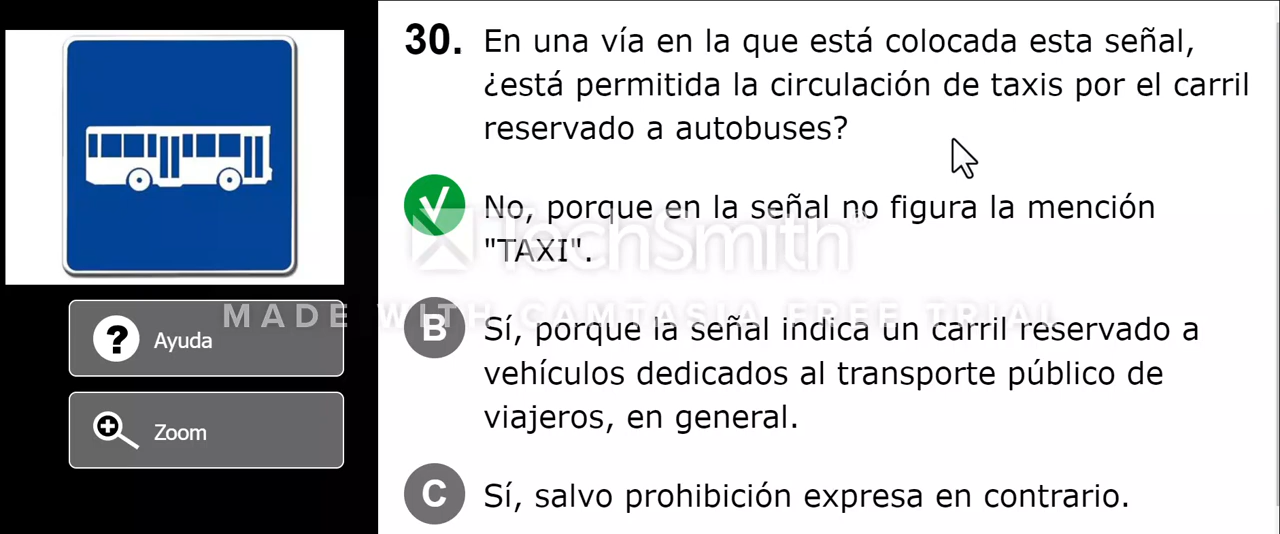 30. En una vía en la que está colocada esta señal,
¿está permitida la circulación de taxis por el carril
reservado a autobuses?
No, porque en la señal no figura la mención
"TAXI".
TechSmith
MADE WITH CAMTASIA FREE TRIAL
B Sí, porque la señal indica un carril reservado a
vehículos dedicados al transporte público de
viajeros, en general.
C Sí, salvo prohibición expresa en contrario.
? Ayuda
Zoom